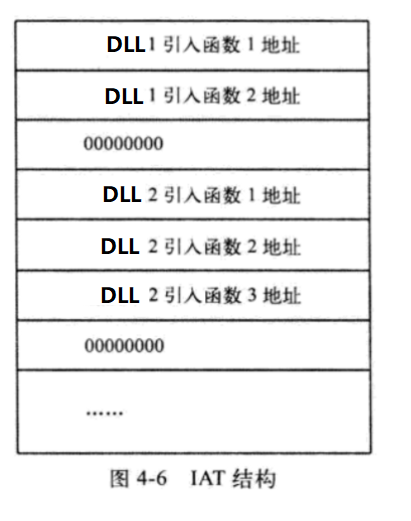 DLL 1 引入函数 1 地址
DLL 1 引入函数 2 地址
00000000
DLL 2 引入函数 1 地址
DLL 2 引入函数 2 地址
DLL 2 引入函数 3 地址
00000000
……
图 4-6 IAT 结构